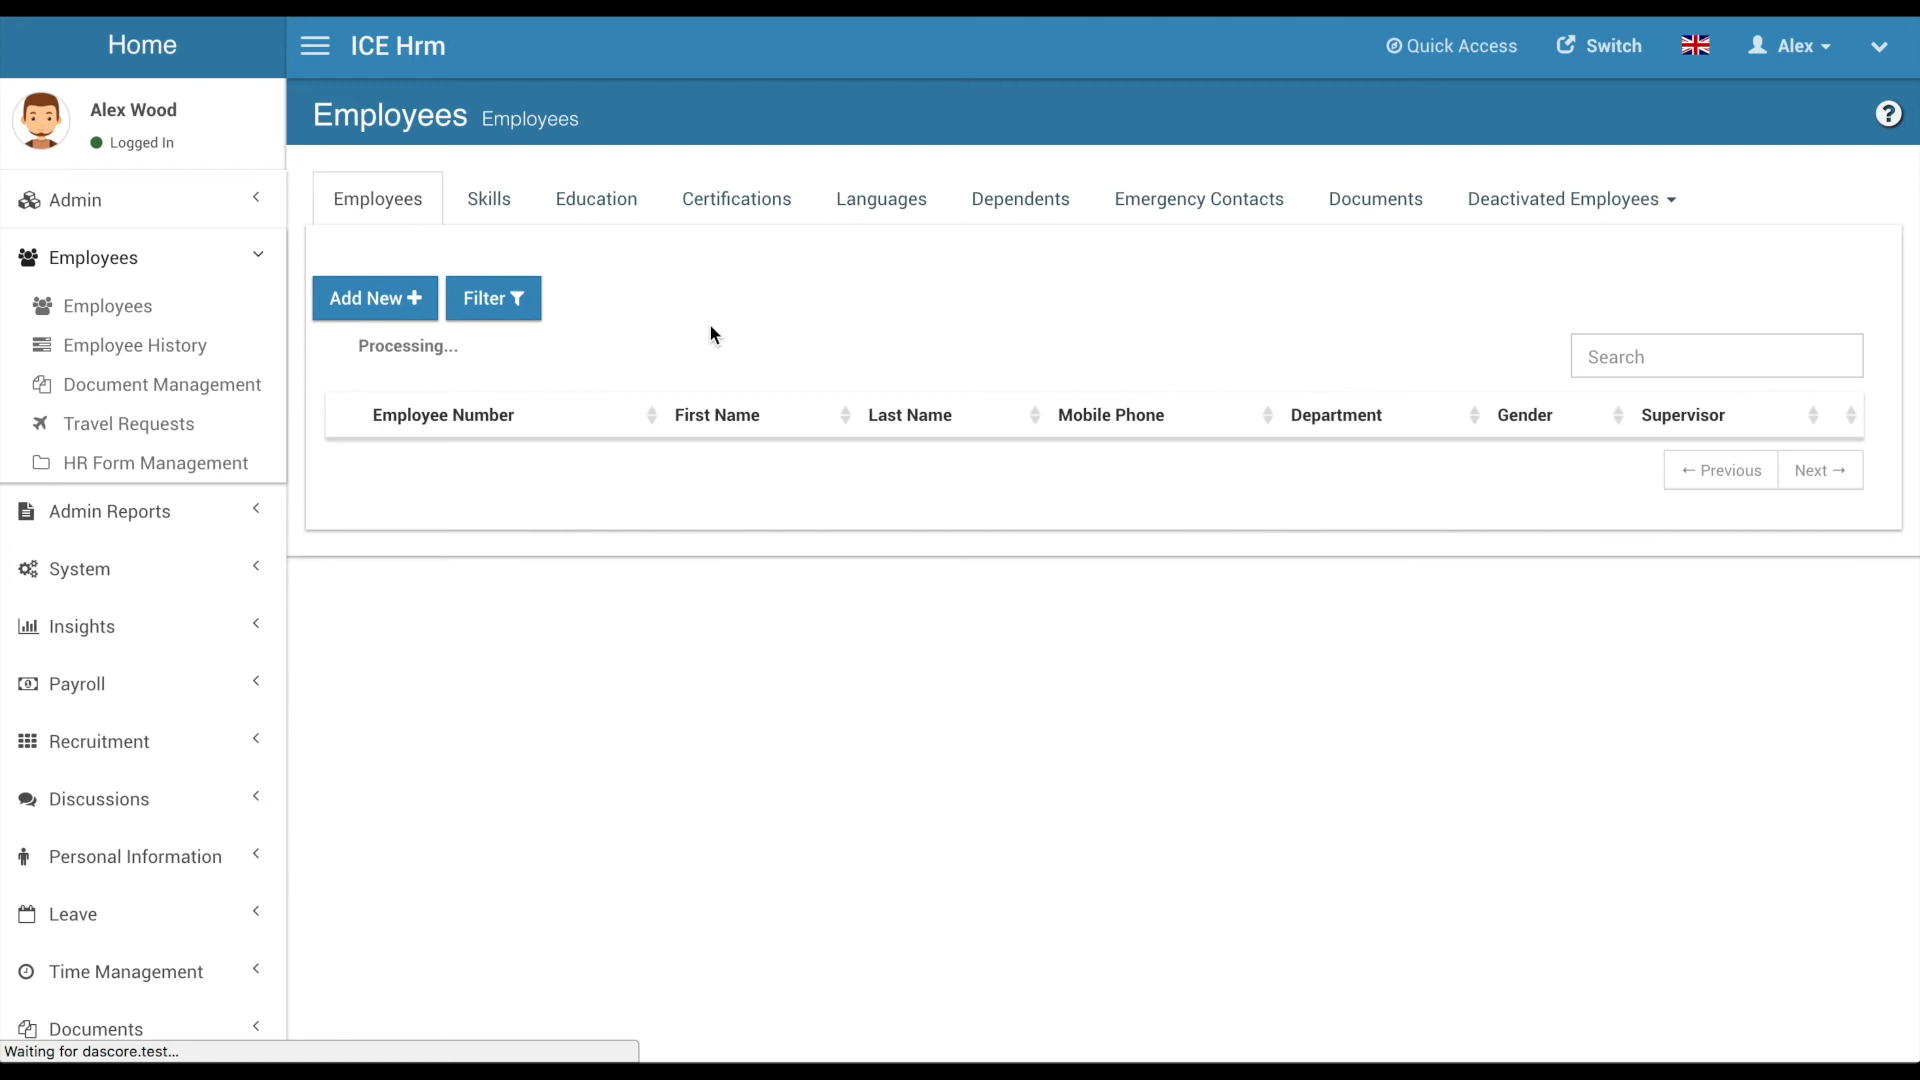 Home
ICE Hrm
Quick Access
Switch
Alex
Alex Wood
Logged In
Employees Employees
?
Admin
Employees
Employees
Employee History
Document Management
Travel Requests
HR Form Management
Admin Reports
System
Insights
Payroll
Recruitment
Discussions
Personal Information
Leave
Time Management
Documents
Employees
Skills
Education
Certifications
Languages
Dependents
Emergency Contacts
Documents
Deactivated Employees
Add New +
Filter
Processing...
Search
Employee Number
First Name
Last Name
Mobile Phone
Department
Gender
Supervisor
← Previous
Next →
Waiting for dascore.test...